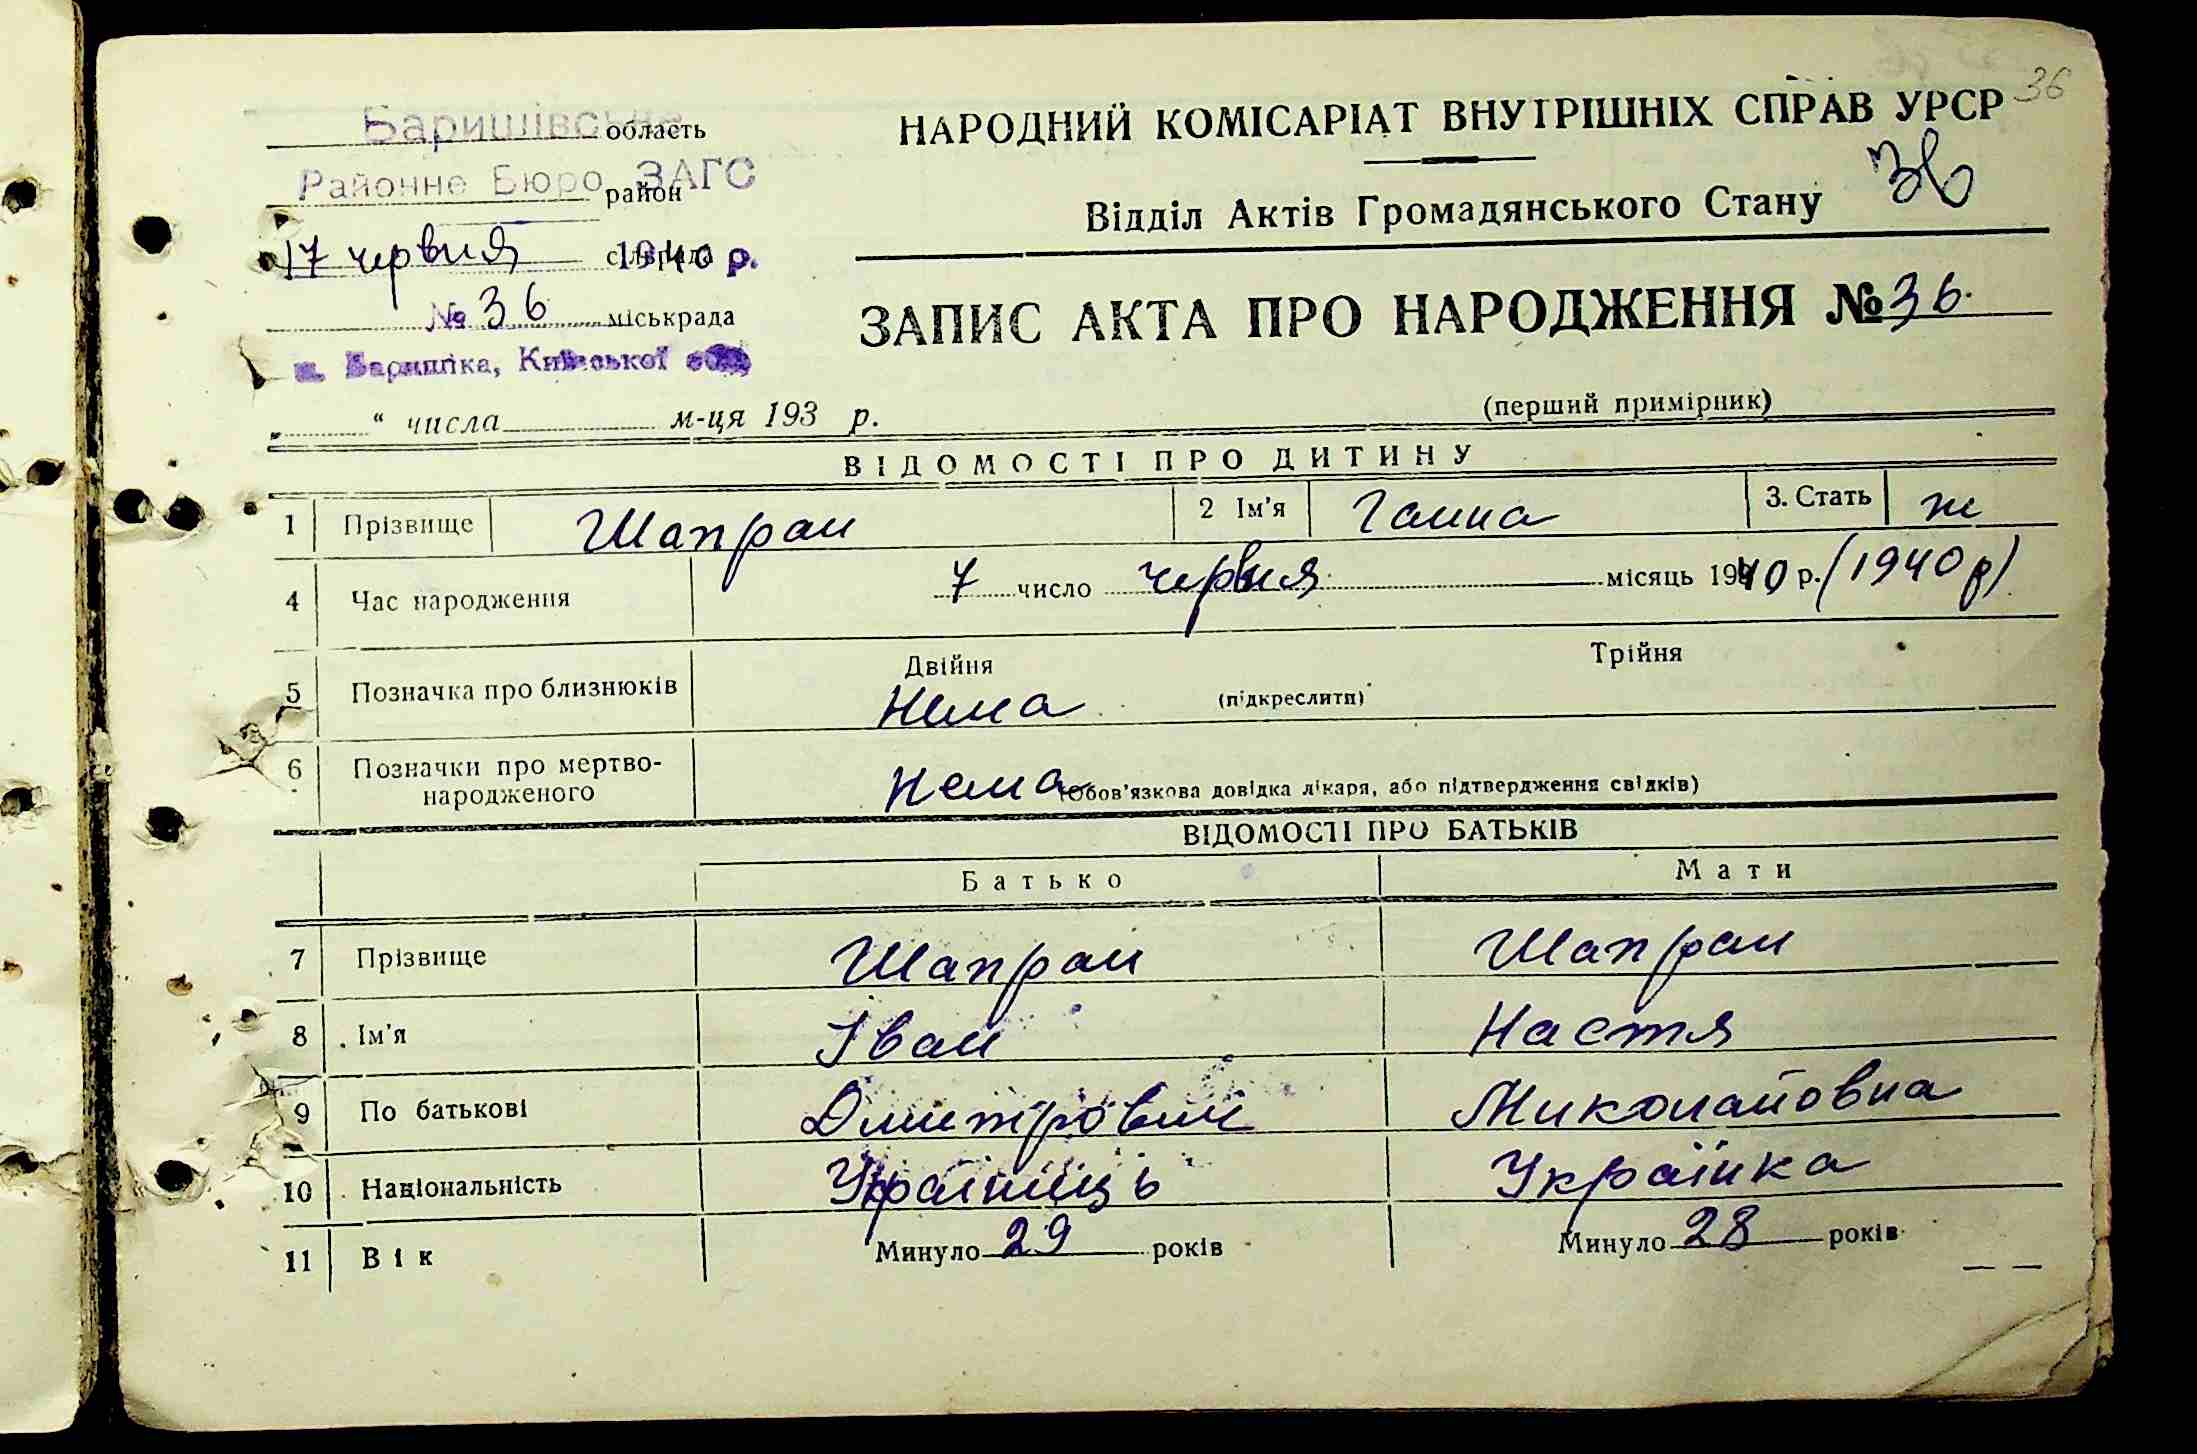 36
Баришівське область
Районне Бюро ЗАГС район
17 червня 1940 р. сільрада
№ 36 міськрада
м. Баришівка, Київської обл.
„ “ числа м-ця 193 р.
НАРОДНИЙ КОМІСАРІАТ ВНУТРІШНІХ СПРАВ УРСР
Відділ Актів Громадянського Стану 36
ЗАПИС АКТА ПРО НАРОДЖЕННЯ № 36.
(перший примірник)
ВІДОМОСТІ ПРО ДИТИНУ
1 Прізвище Шапран 2 Ім'я Ганна 3. Стать ж
4 Час народження 7 число червня місяць 1940 р. (1940 р)
Двійня Трійня
5 Позначка про близнюків Нема (підкреслити)
6 Позначки про мертво-
народженого Нема (Обов'язкова довідка лікаря, або підтвердження свідків)
ВІДОМОСТІ ПРО БАТЬКІВ
Батько Мати
7 Прізвище Шапран Шапран
8 Ім'я Іван Настя
9 По батькові Дмитрович Миколайовна
10 Національність Українець Українка
11 Вік Минуло 29 років Минуло 28 років